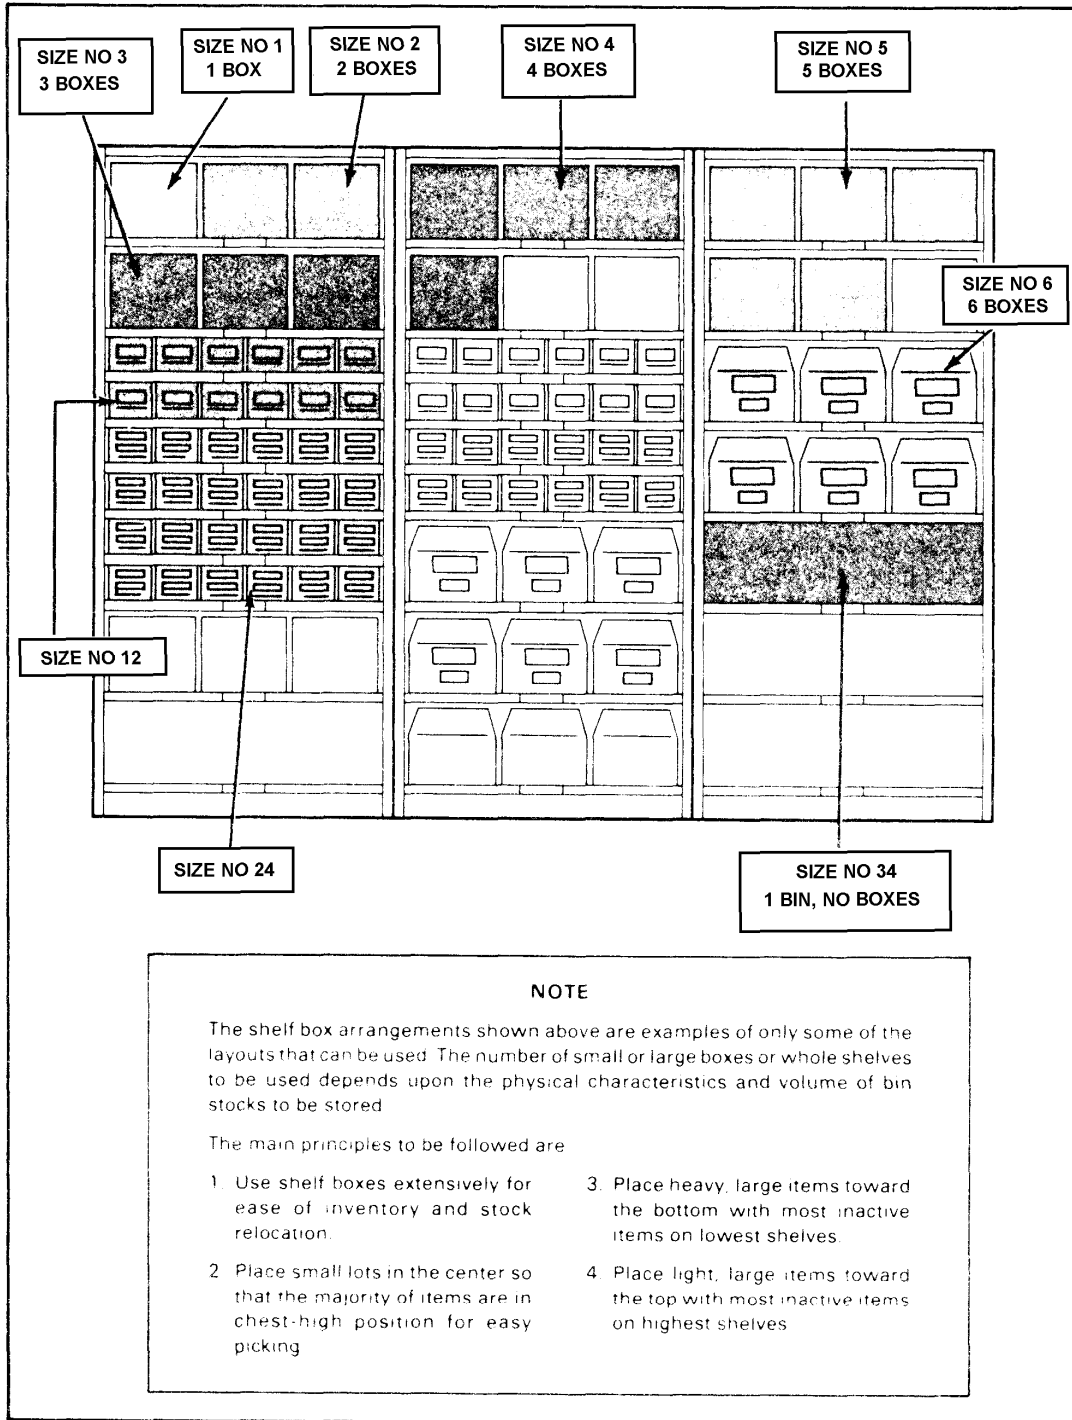 SIZE NO 3
3 BOXES
SIZE NO 1
1 BOX
SIZE NO 2
2 BOXES
SIZE NO 4
4 BOXES
SIZE NO 5
5 BOXES
SIZE NO 6
6 BOXES
SIZE NO 12
SIZE NO 24
SIZE NO 34
1 BIN, NO BOXES
NOTE
The shelf box arrangements shown above are examples of only some of the
layouts that can be used The number of small or large boxes or whole shelves
to be used depends upon the physical characteristics and volume of bin
stocks to be stored
The main principles to be followed are
1. Use shelf boxes extensively for
ease of inventory and stock
relocation.
2 Place small lots in the center so
that the majority of items are in
chest-high position for easy
picking
3. Place heavy, large items toward
the bottom with most inactive
items on lowest shelves.
4. Place light, large items toward
the top with most inactive items
on highest shelves